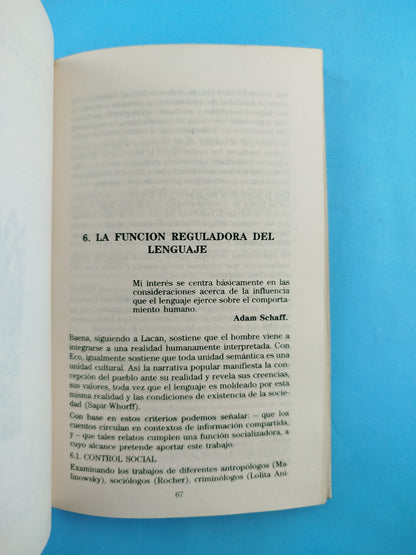 6. LA FUNCION REGULADORA DEL
LENGUAJE
Mi interés se centra básicamente en las
consideraciones acerca de la influencia
que el lenguaje ejerce sobre el comporta-
miento humano.
Adam Schaff.
Baena, siguiendo a Lacan, sostiene que el hombre viene a
integrarse a una realidad humanamente interpretada. Con
Eco, igualmente sostiene que toda unidad semántica es una
unidad cultural. Así la narrativa popular manifiesta la con-
cepción del pueblo ante su realidad y revela sus creencias,
sus valores, toda vez que el lenguaje es moldeado por esta
misma realidad y las condiciones de existencia de la socie-
dad (Sapir-Whorff).
Con base en estos criterios podemos señalar: – que los
cuentos circulan en contextos de información compartida,
y – que tales relatos cumplen una función socializadora, a
cuyo alcance pretende aportar este trabajo.
6.1. CONTROL SOCIAL
Examinando los trabajos de diferentes antropólogos (Ma-
linowsky), sociólogos (Rocher), criminólogos (Lolita Ani-
67